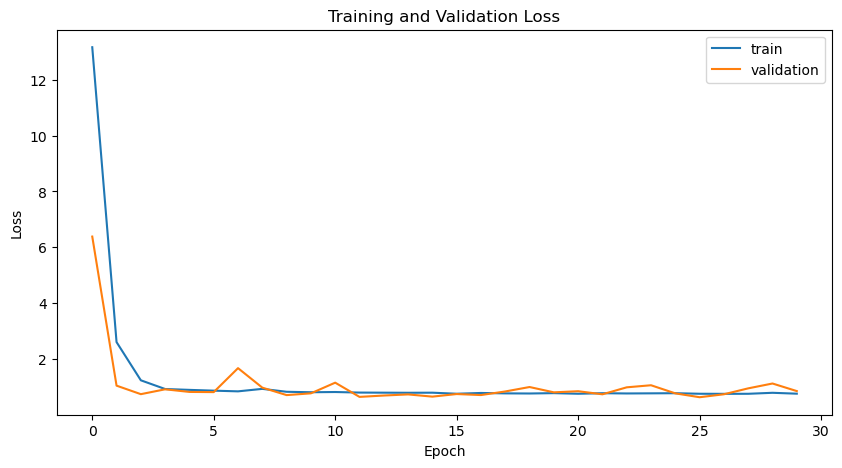 Training and Validation Loss
train
validation
12
10
8
6
4
2
Loss
0 5 10 15 20 25 30
Epoch